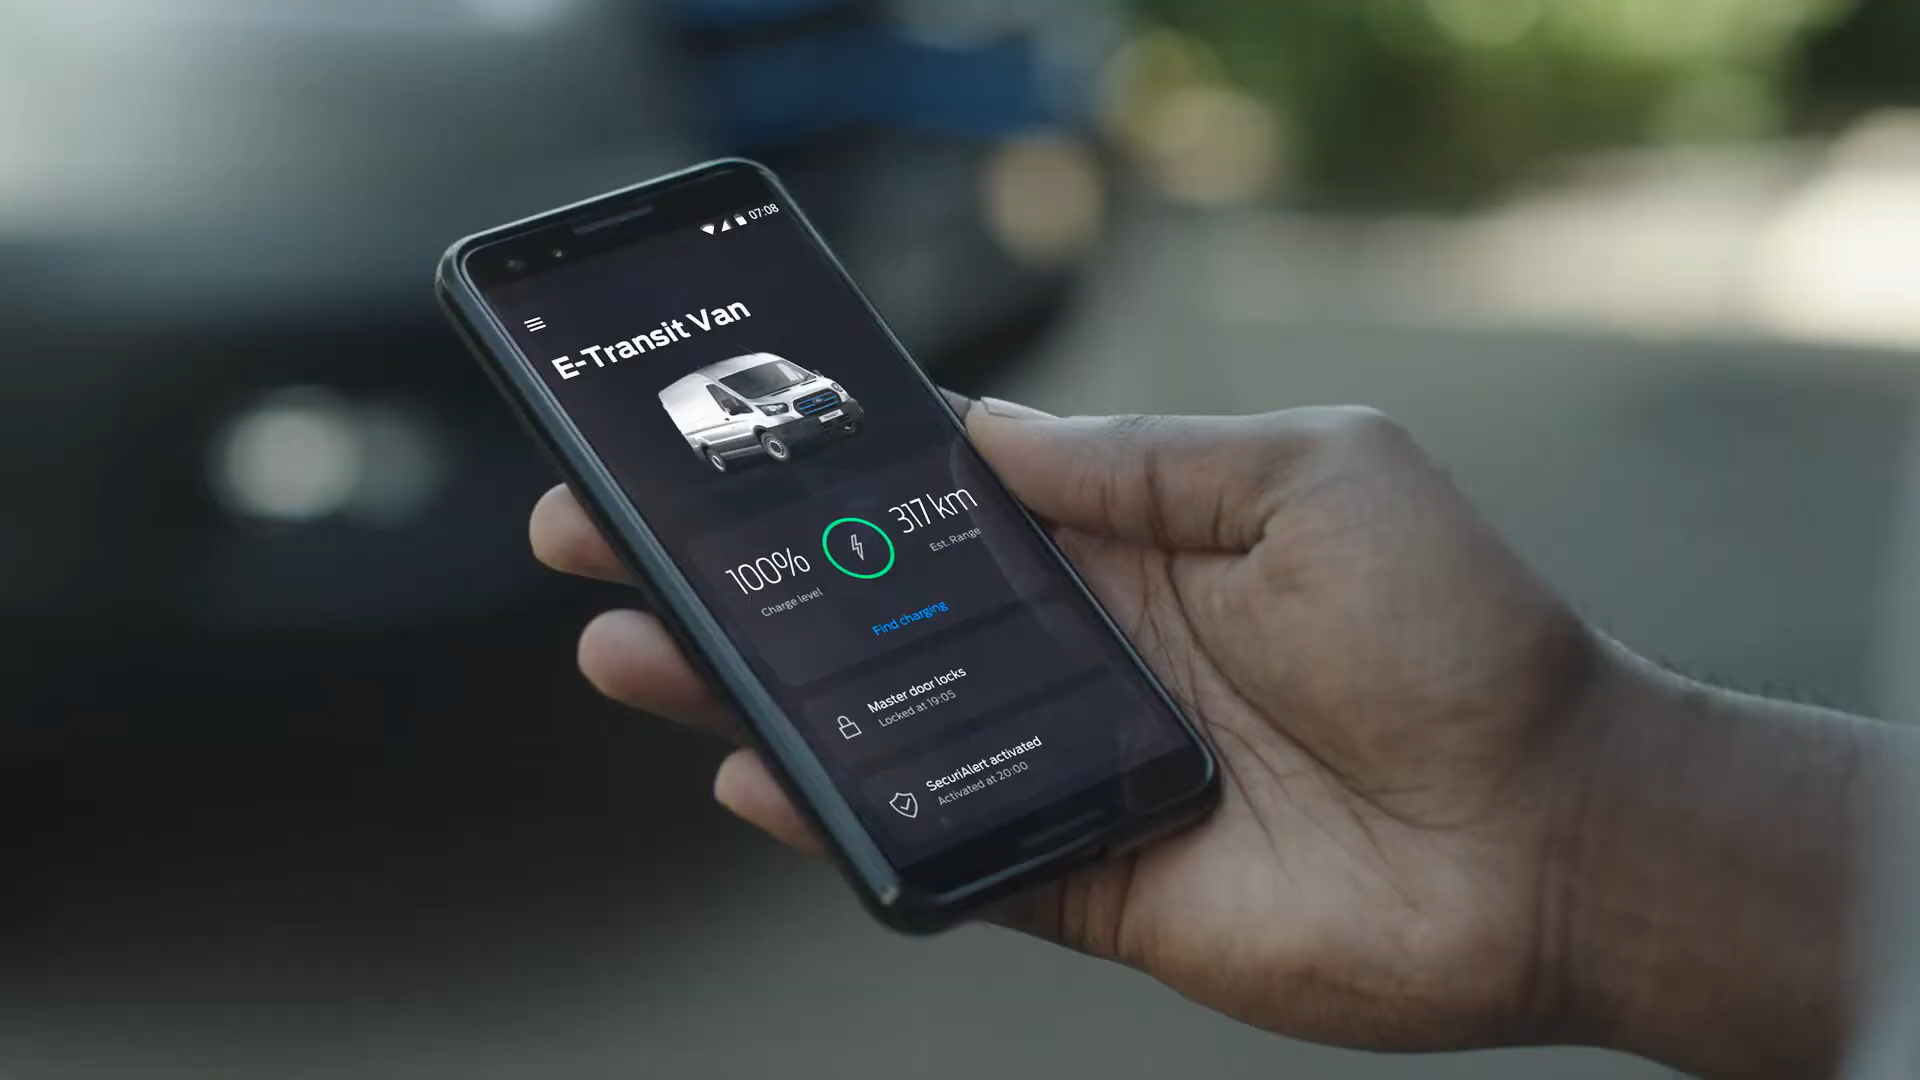 07:08
E-Transit Van
100%
Charge level
317 km
Est. Range
Find charging
Master door locks
Locked at 19:05
SecuriAlert activated
Activated at 20:00